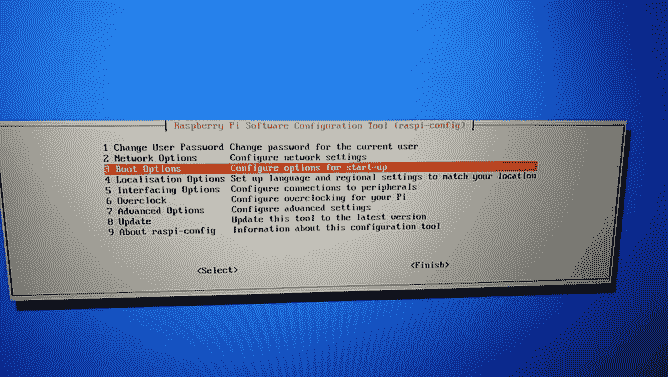 Raspberry Pi Software Configuration Tool (raspi-config)
1 Change User Password Change password for the current user
2 Network Options Configure network settings
3 Boot Options Configure options for start-up
4 Localisation Options Set up language and regional settings to match your location
5 Interfacing Options Configure connections to peripherals
6 Overclock Configure overclocking for your Pi
7 Advanced Options Configure advanced settings
8 Update Update this tool to the latest version
9 About raspi-config Information about this configuration tool
<Select> <Finish>